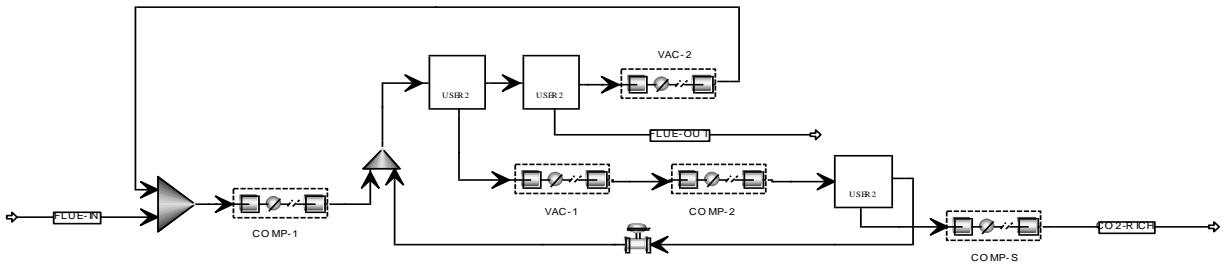 VAC-2
USER2
USER2
FLUE-OUT
USER2
VAC-1
COMP-2
FLUE-IN
COMP-1
CO2-RICH
COMP-S